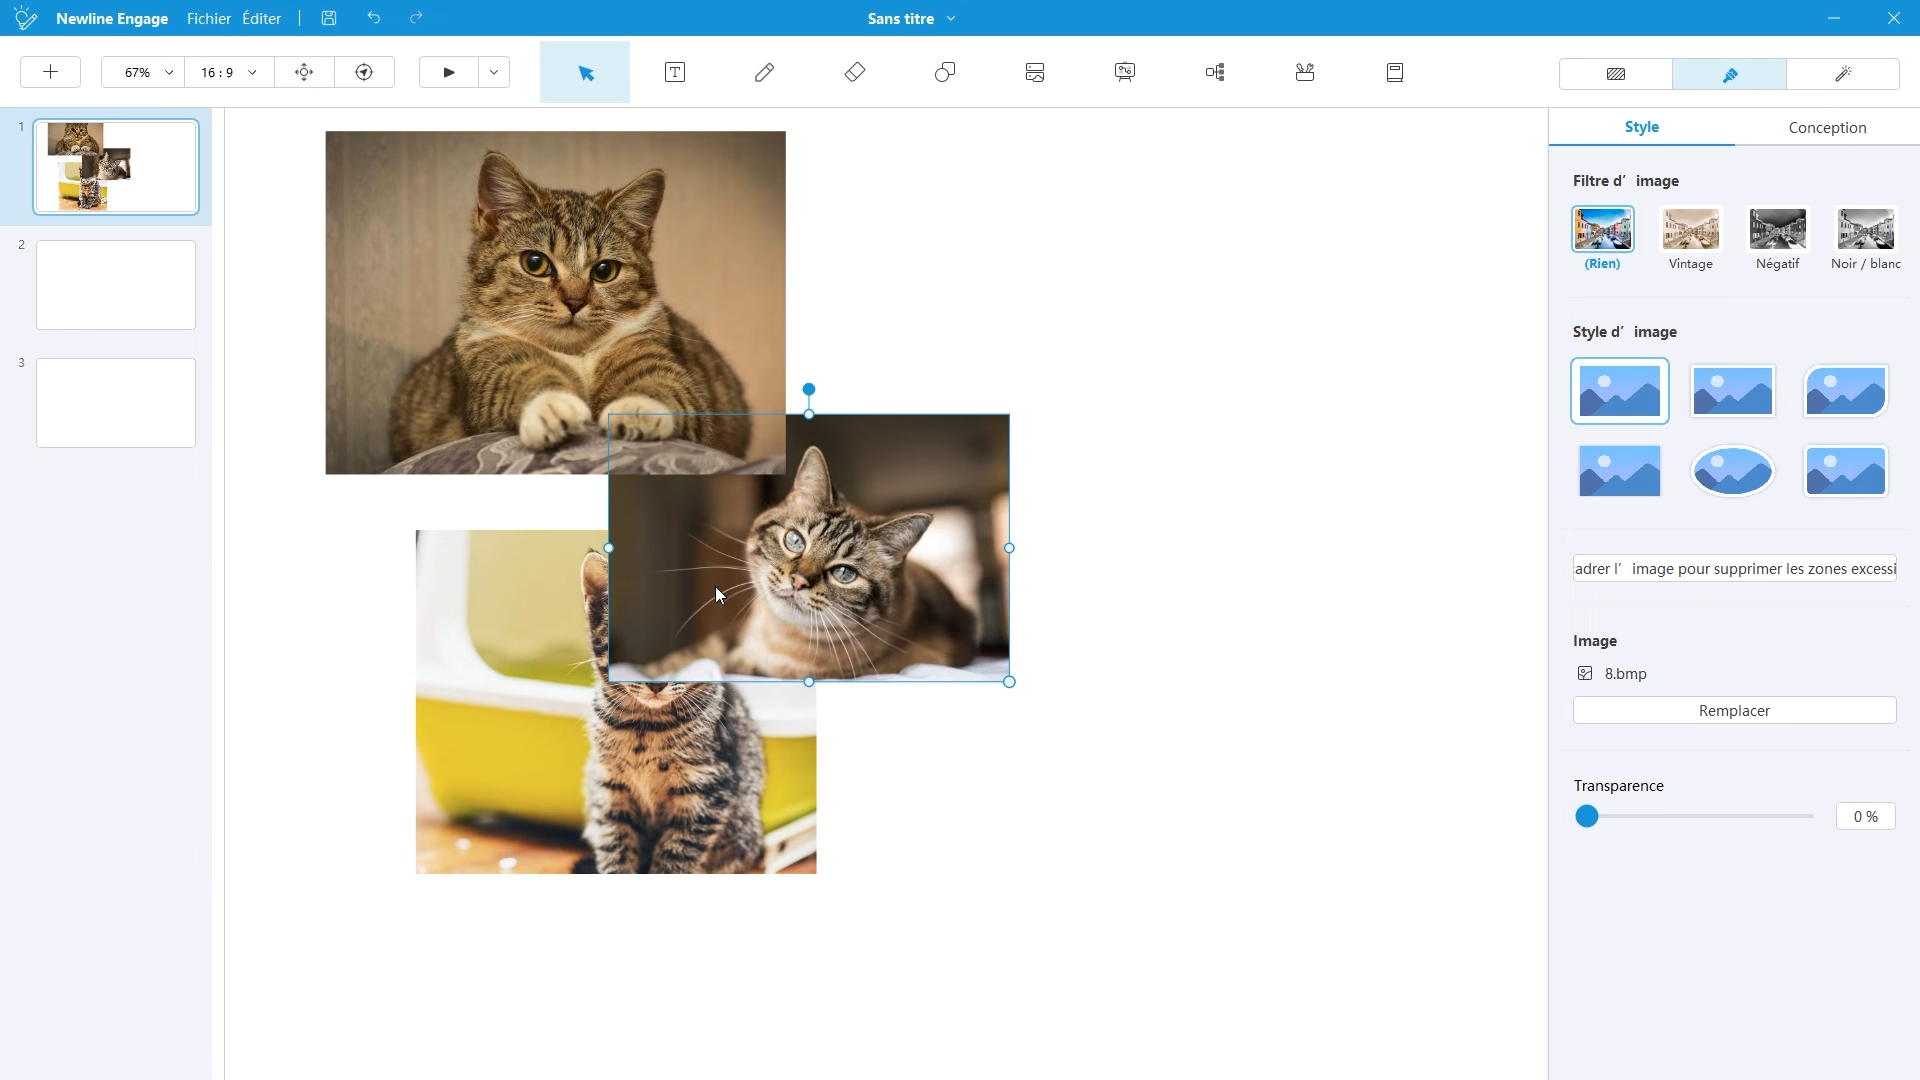 Newline Engage Fichier Éditer Sans titre
67% 16 : 9
Style Conception
1
Filtre d’ image
(Rien) Vintage Négatif Noir / blanc
2
Style d’ image
3
adrer l’ image pour supprimer les zones excessi
Image
8.bmp
Remplacer
Transparence
0 %